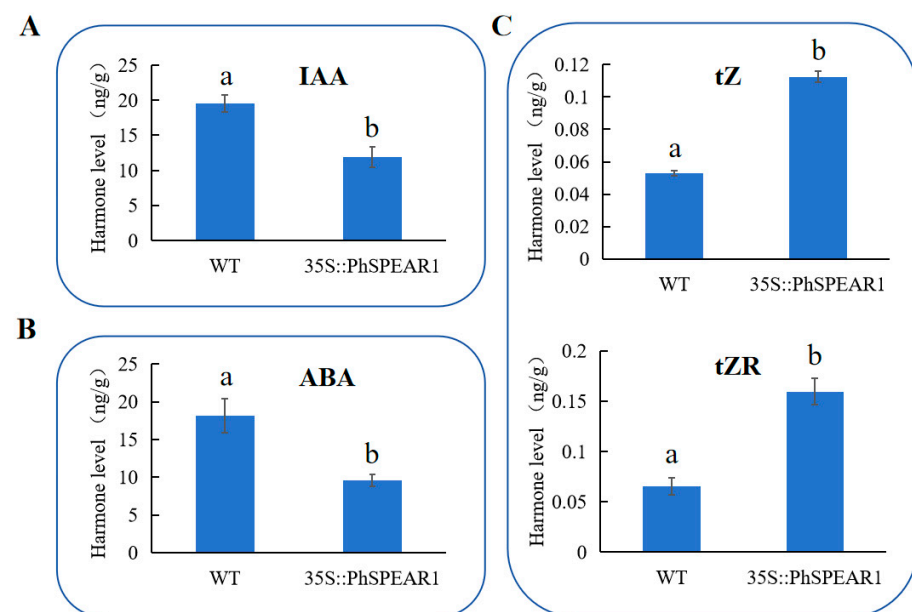 A
Harmone level（ng/g）
25
20
15
10
5
0
IAA
a
b
WT
35S::PhSPEAR1
B
Harmone level（ng/g）
25
20
15
10
5
0
ABA
a
b
WT
35S::PhSPEAR1
C
Harmone level（ng/g）
0.12
0.1
0.08
0.06
0.04
0.02
0
tZ
a
b
WT
35S::PhSPEAR1
Harmone level（ng/g）
0.2
0.15
0.1
0.05
0
tZR
a
b
WT
35S::PhSPEAR1